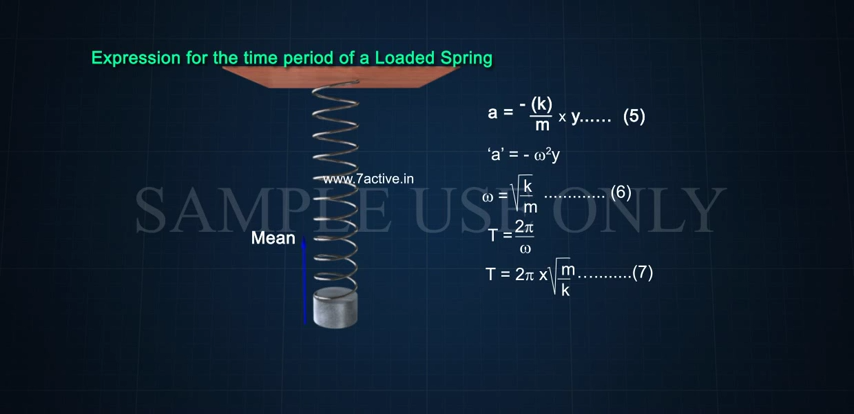 Expression for the time period of a Loaded Spring
a = - (k)/m x y...... (5)
www.7active.in
'a' = - ω²y
SAMPLE USE ONLY
ω = √k/m ............. (6)
Mean
T = 2π/ω
T = 2π x √m/k ...........(7)